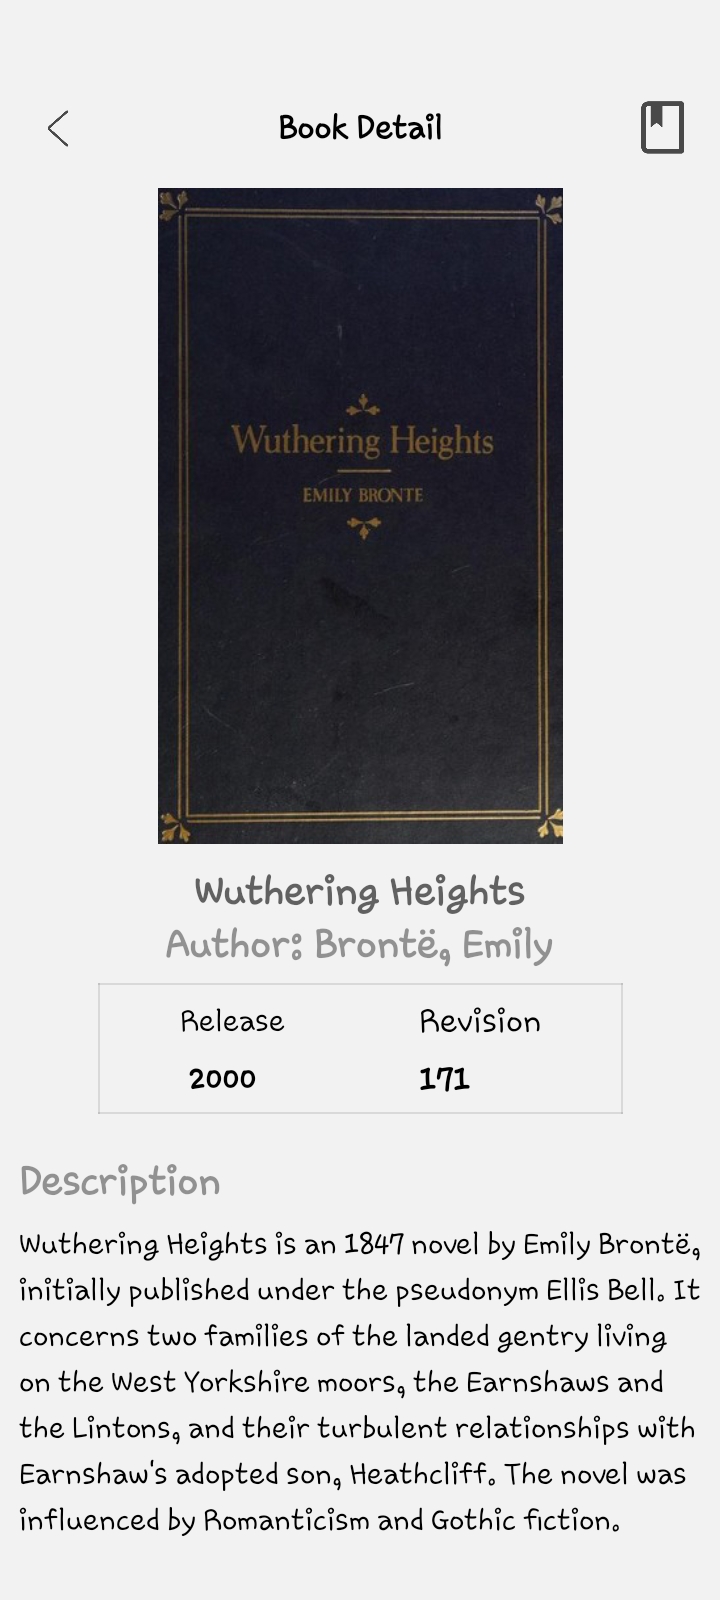 Book Detail
Wuthering Heights
EMILY BRONTE
Wuthering Heights
Author: Brontë, Emily
Release Revision
2000 171
Description
Wuthering Heights is an 1847 novel by Emily Brontë,
initially published under the pseudonym Ellis Bell. It
concerns two families of the landed gentry living
on the West Yorkshire moors, the Earnshaws and
the Lintons, and their turbulent relationships with
Earnshaw's adopted son, Heathcliff. The novel was
influenced by Romanticism and Gothic fiction.